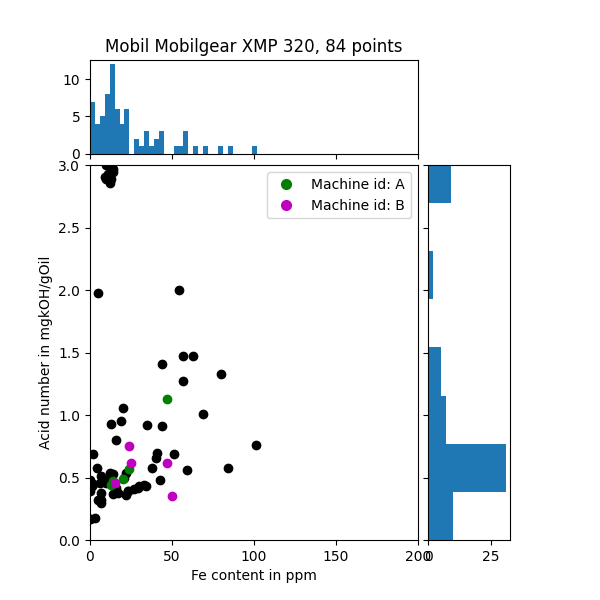 Mobil Mobilgear XMP 320, 84 points
10
5
0
3.0
2.5
2.0
1.5
1.0
0.5
0.0
Acid number in mgkOH/gOil
Machine id: A
Machine id: B
0 50 100 150 200
Fe content in ppm
0 25